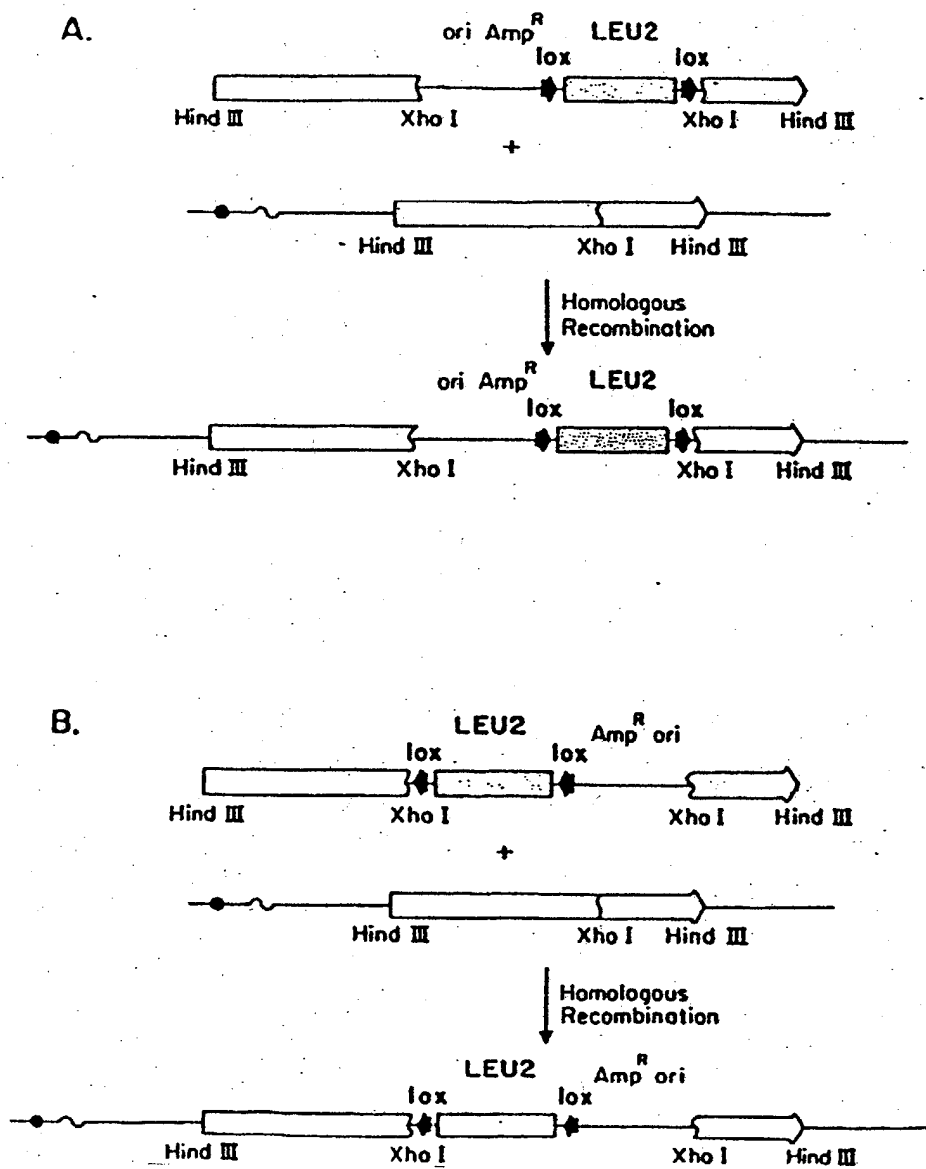 A.
ori Amp^R LEU2
lox lox
Hind III Xho I Xho I Hind III
+
Hind III Xho I Hind III
Homologous
Recombination
ori Amp^R LEU2
lox lox
Hind III Xho I Xho I Hind III
B.
LEU2 Amp^R ori
lox lox
Hind III Xho I Xho I Hind III
+
Hind III Xho I Hind III
Homologous
Recombination
LEU2 Amp^R ori
lox lox
Hind III Xho I Xho I Hind III